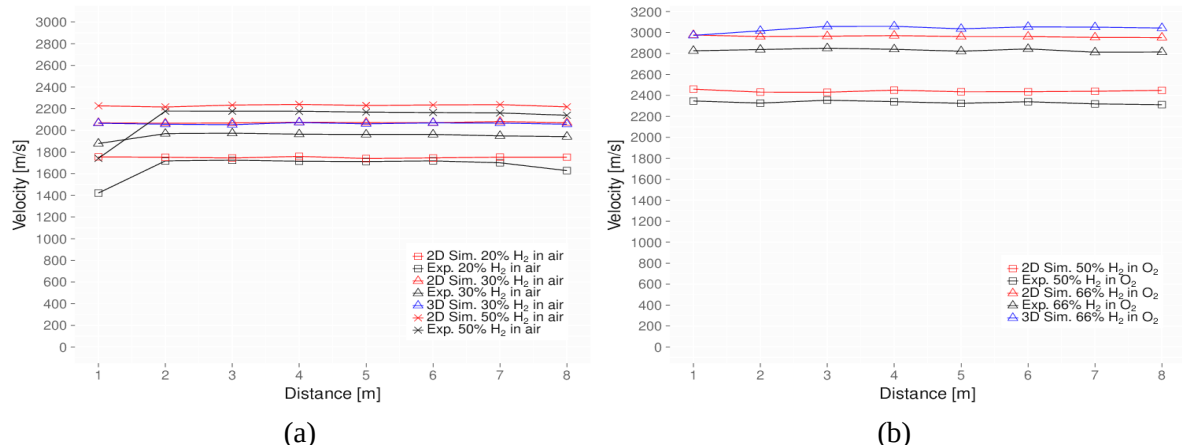 3000
2800
2600
2400
2200
2000
1800
1600
1400
1200
1000
800
600
400
200
0
Velocity [m/s]
1 2 3 4 5 6 7 8
Distance [m]
2D Sim. 20% H₂ in air
Exp. 20% H₂ in air
2D Sim. 30% H₂ in air
Exp. 30% H₂ in air
3D Sim. 30% H₂ in air
2D Sim. 50% H₂ in air
Exp. 50% H₂ in air
(a)
3200
3000
2800
2600
2400
2200
2000
1800
1600
1400
1200
1000
800
600
400
200
0
Velocity [m/s]
1 2 3 4 5 6 7 8
Distance [m]
2D Sim. 50% H₂ in O₂
Exp. 50% H₂ in O₂
2D Sim. 66% H₂ in O₂
Exp. 66% H₂ in O₂
3D Sim. 66% H₂ in O₂
(b)